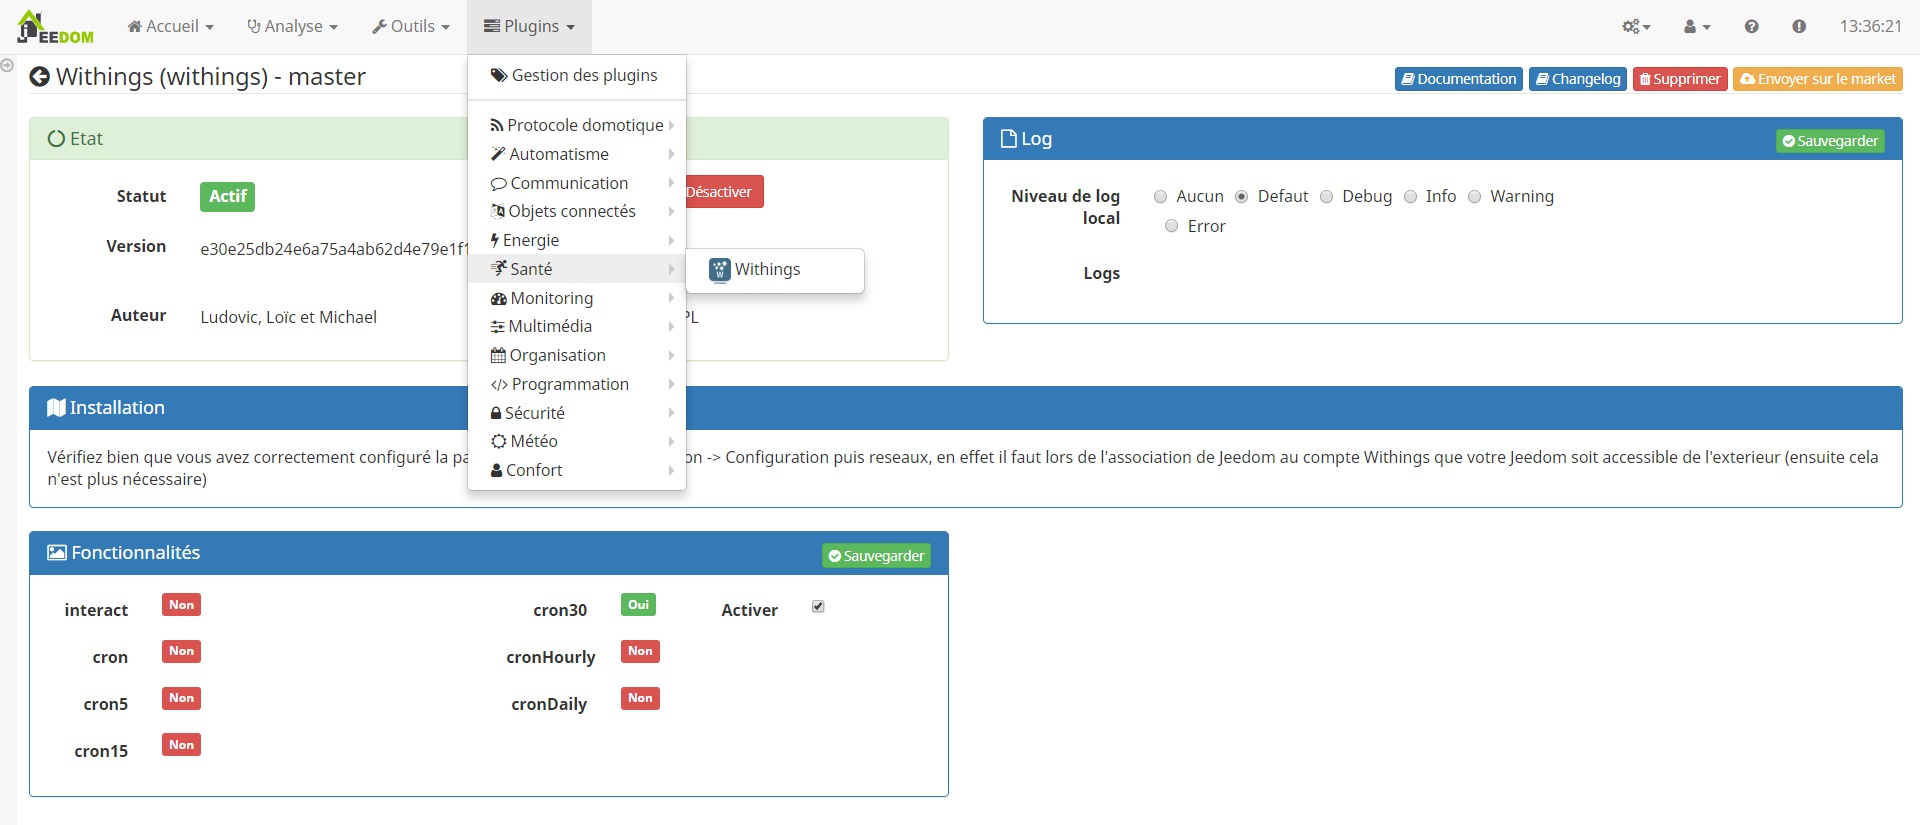 JEEDOM Accueil Analyse Outils Plugins 13:36:21
Withings (withings) - master
Documentation Changelog Supprimer Envoyer sur le market
Gestion des plugins
Protocole domotique
Automatisme
Communication
Objets connectés
Energie
Santé
Monitoring
Multimédia
Organisation
Programmation
Sécurité
Météo
Confort
Withings
Etat
Statut Actif Désactiver
Version e30e25db24e6a75a4ab62d4e79e1f1
Auteur Ludovic, Loïc et Michael PL
Log Sauvegarder
Niveau de log local
Aucun Defaut Debug Info Warning
Error
Logs
Installation
Vérifiez bien que vous avez correctement configuré la pa on -> Configuration puis reseaux, en effet il faut lors de l'association de Jeedom au compte Withings que votre Jeedom soit accessible de l'exterieur (ensuite cela
n'est plus nécessaire)
Fonctionnalités Sauvegarder
interact Non cron30 Oui Activer
cron Non cronHourly Non
cron5 Non cronDaily Non
cron15 Non